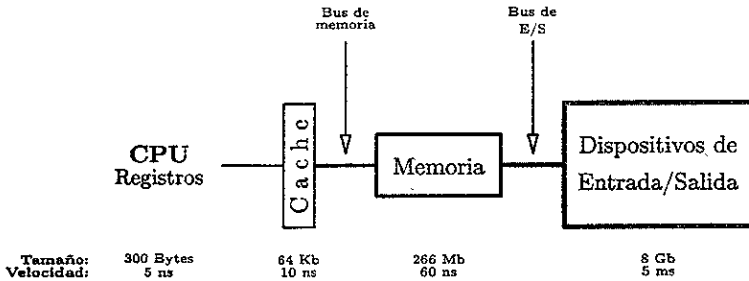 Bus de
memoria
Bus de
E/S
CPU
Registros
Cache
Memoria
Dispositivos de
Entrada/Salida
Tamaño: 300 Bytes 64 Kb 266 Mb 8 Gb
Velocidad: 5 ns 10 ns 60 ns 5 ms